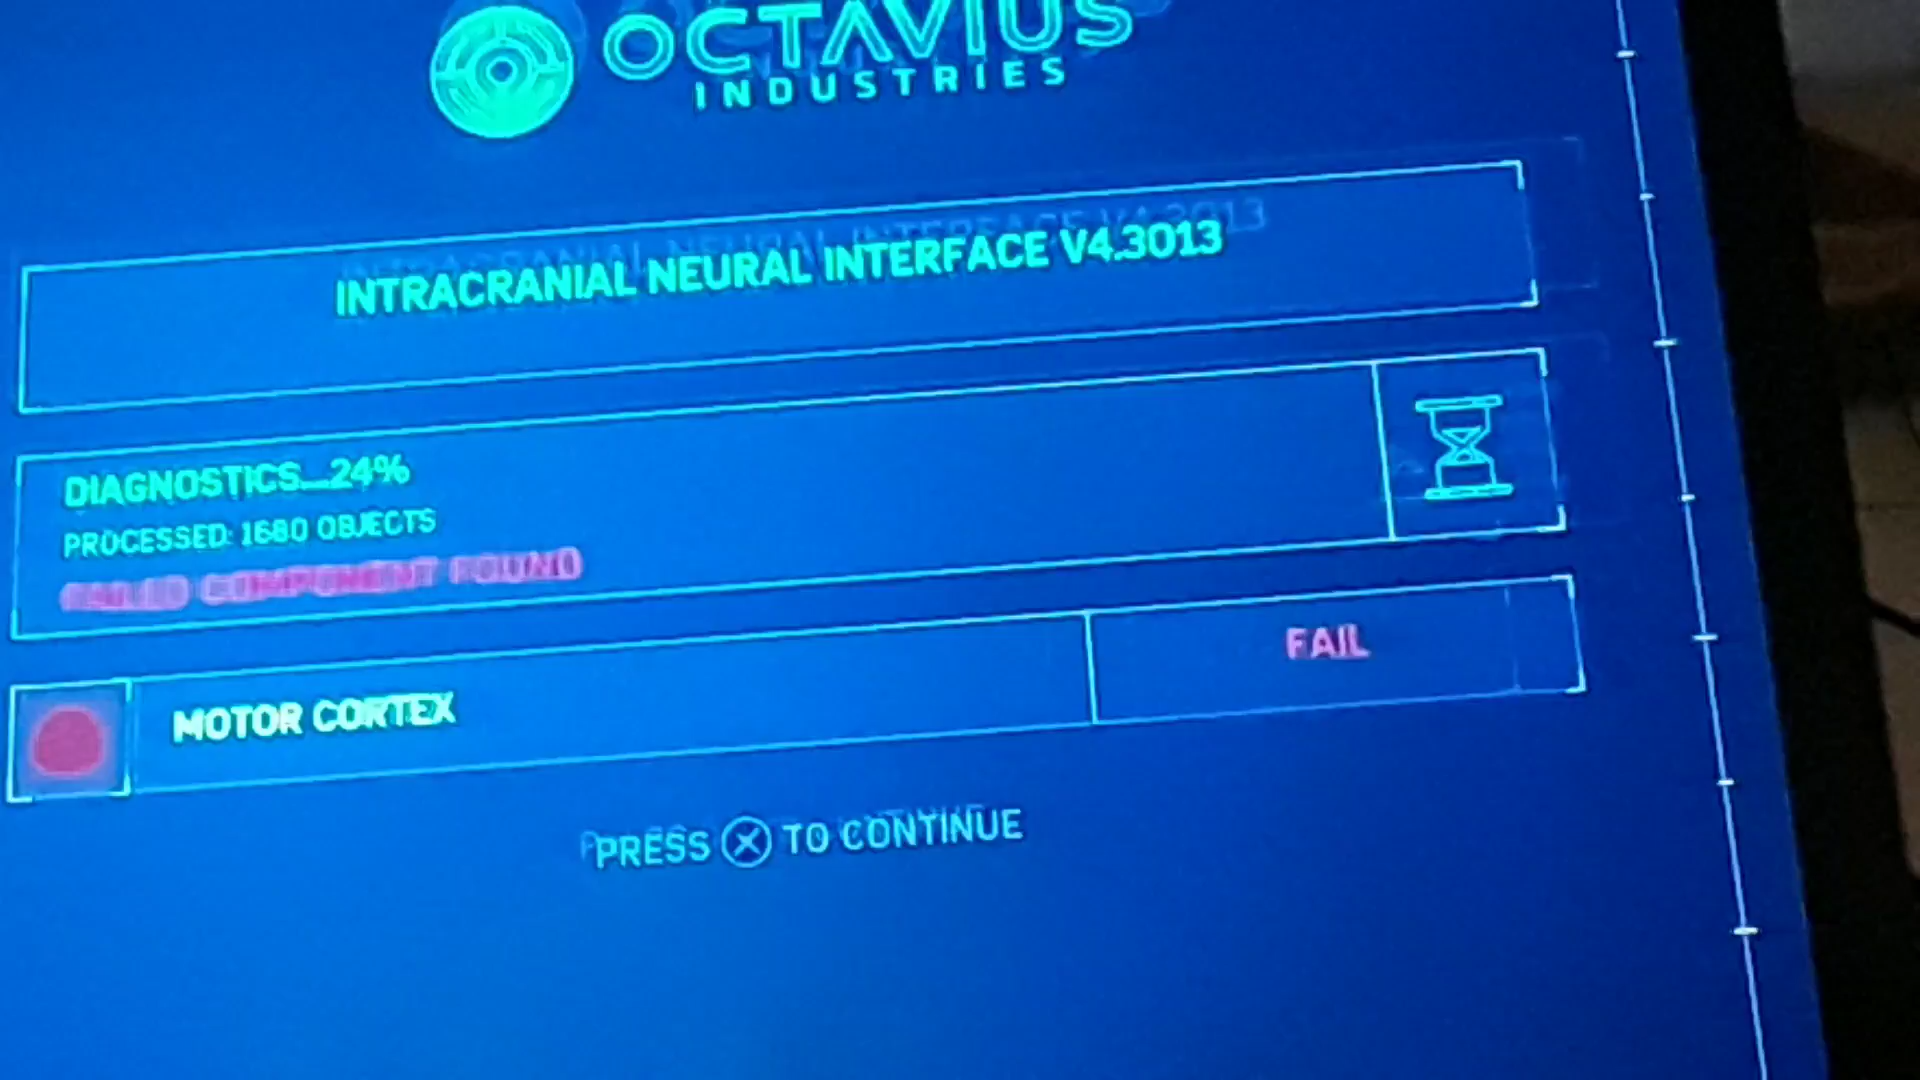 OCTAVIUS
INDUSTRIES
INTRACRANIAL NEURAL INTERFACE V4.3013
DIAGNOSTICS...24%
PROCESSED: 1680 OBJECTS
FAILED COMPONENT FOUND
MOTOR CORTEX
FAIL
PRESS ⓧ TO CONTINUE